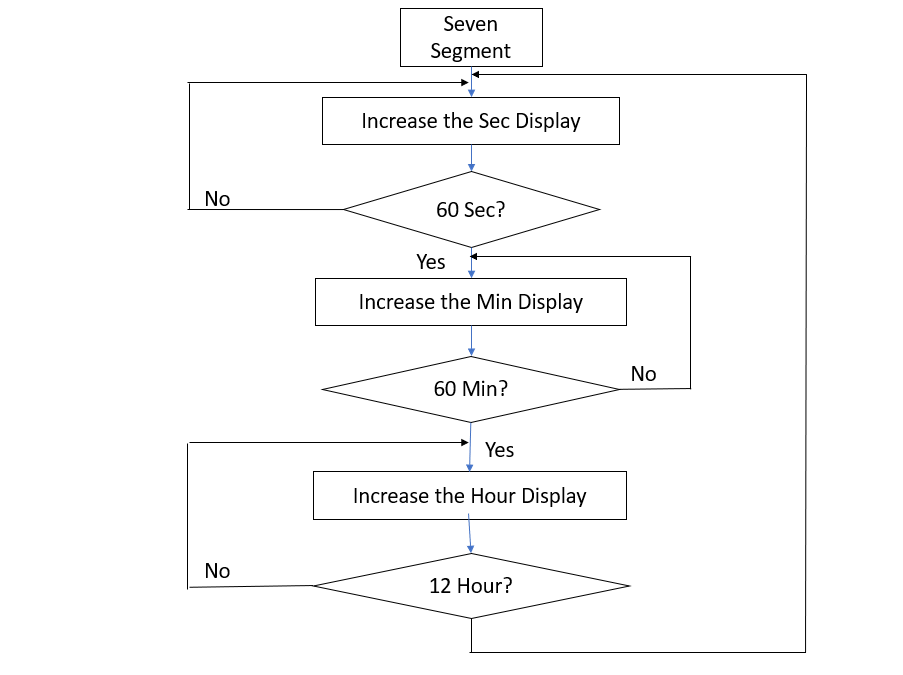 Seven
Segment
Increase the Sec Display
No
60 Sec?
Yes
Increase the Min Display
No
60 Min?
Yes
Increase the Hour Display
No
12 Hour?